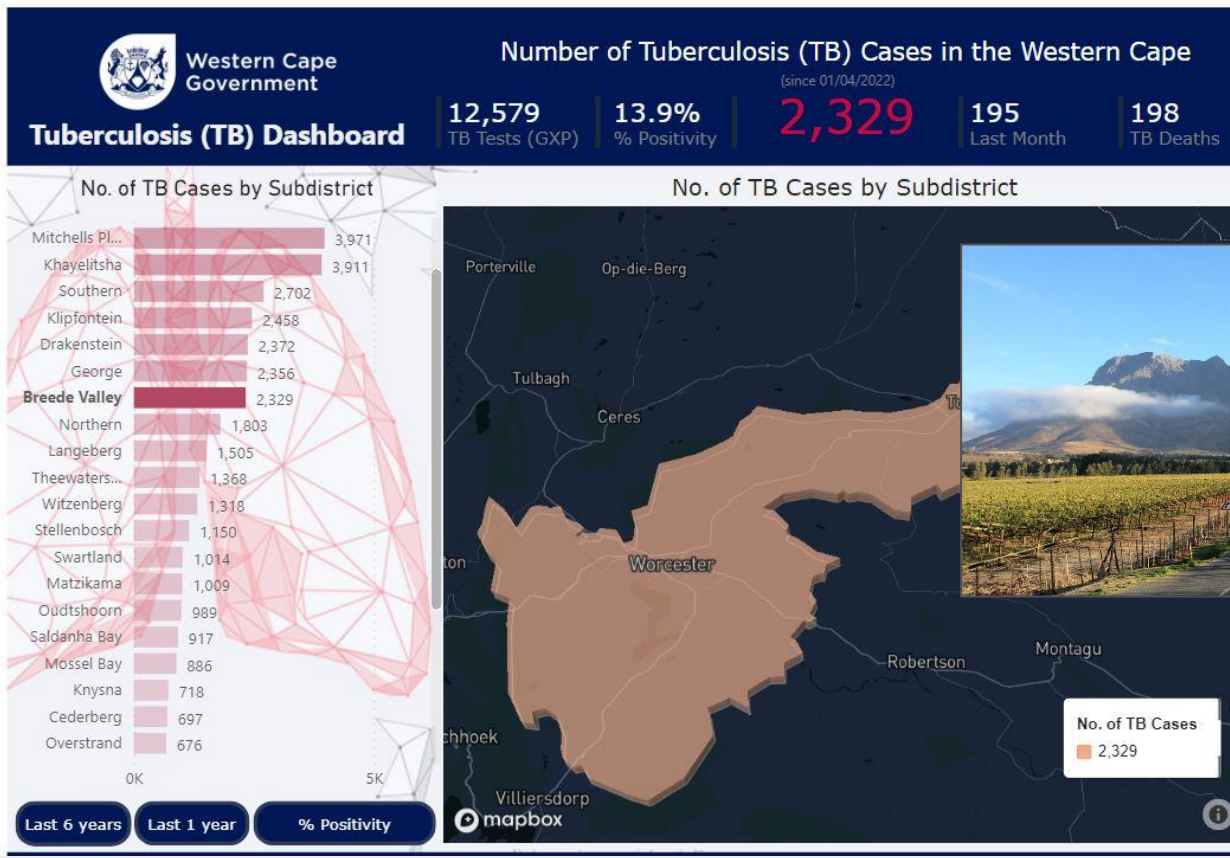 Western Cape
Government
Tuberculosis (TB) Dashboard
Number of Tuberculosis (TB) Cases in the Western Cape
(since 01/04/2022)
12,579
TB Tests (GXP)
13.9%
% Positivity
2,329
195
Last Month
198
TB Deaths
No. of TB Cases by Subdistrict
Mitchells Pl... 3,971
Khayelitsha 3,911
Southern 2,702
Klipfontein 2,458
Drakenstein 2,372
George 2,356
Breede Valley 2,329
Northern 1,803
Langeberg 1,505
Theewaters... 1,368
Witzenberg 1,318
Stellenbosch 1,150
Swartland 1,014
Matzikama 1,009
Oudtshoorn 989
Saldanha Bay 917
Mossel Bay 886
Knysna 718
Cederberg 697
Overstrand 676
0K 5K
Last 6 years Last 1 year % Positivity
No. of TB Cases by Subdistrict
Porterville Op-die-Berg
Tulbagh
Ceres
To
ton
Worcester
Robertson
Montagu
chhoek
Villiersdorp
mapbox
No. of TB Cases
2,329